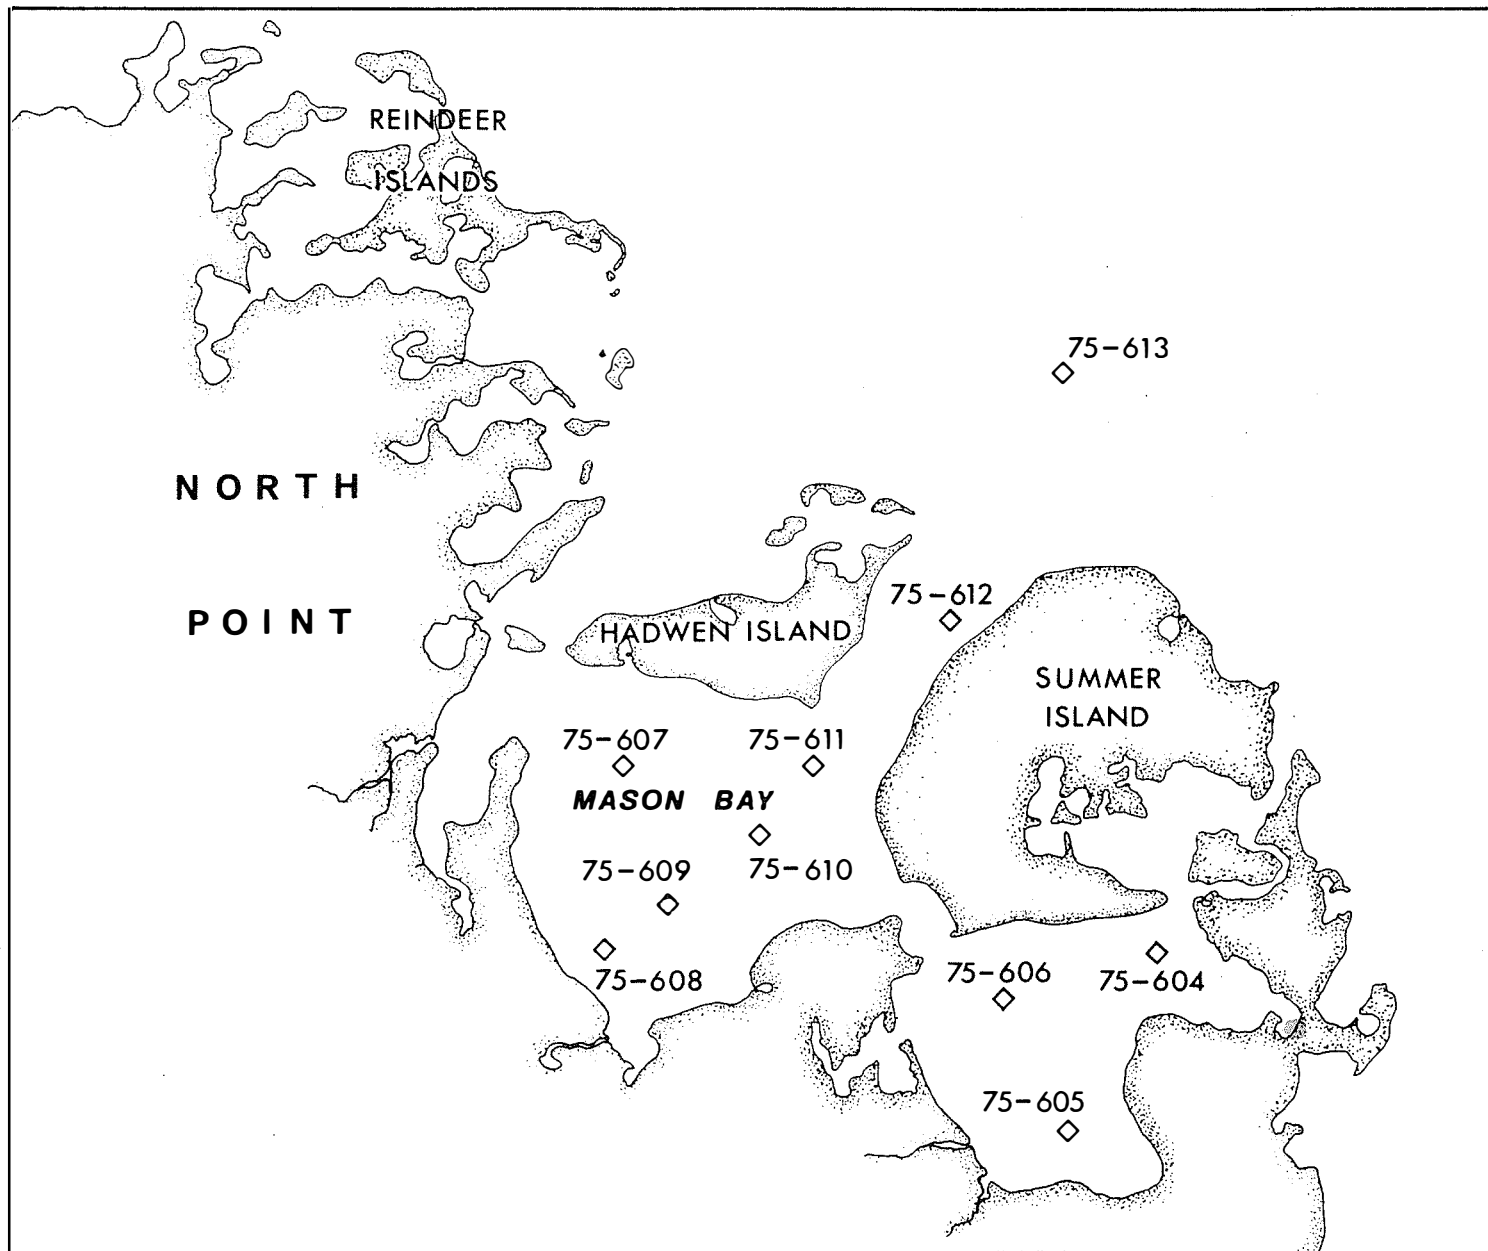 REINDEER
ISLANDS
75-613
NORTH
POINT
75-612
HADWEN ISLAND
SUMMER
ISLAND
75-607
75-611
MASON BAY
75-609
75-610
75-608
75-606
75-604
75-605